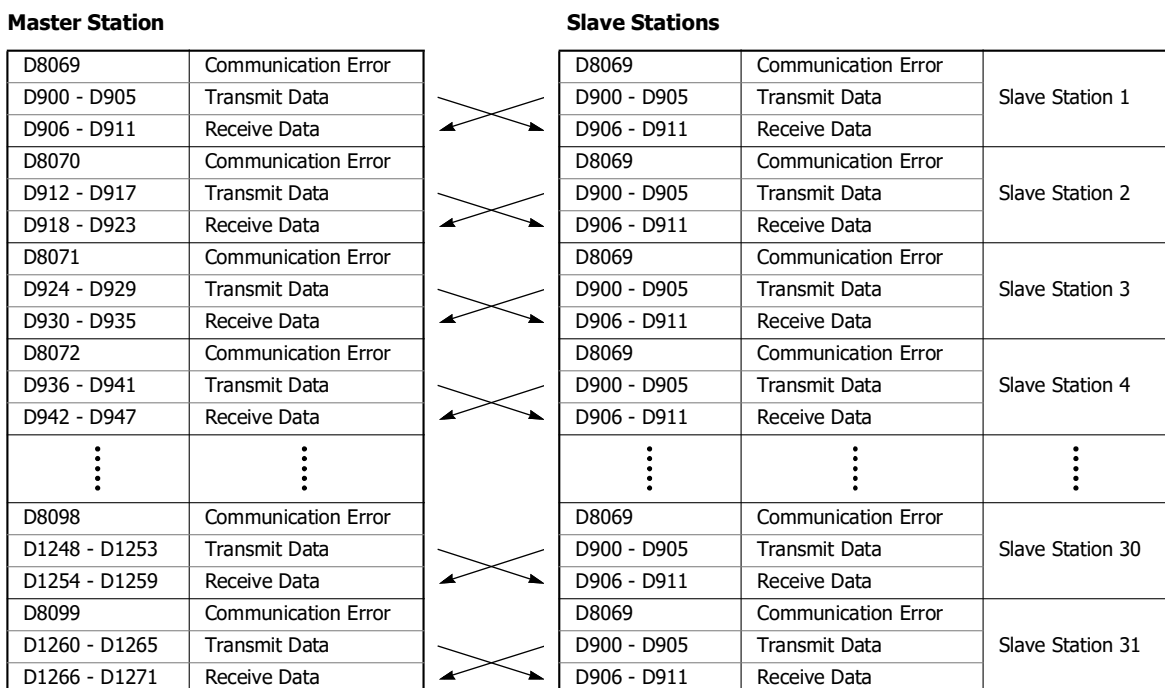 Master Station Slave Stations
D8069 Communication Error D8069 Communication Error
D900 - D905 Transmit Data D900 - D905 Transmit Data Slave Station 1
D906 - D911 Receive Data D906 - D911 Receive Data
D8070 Communication Error D8069 Communication Error
D912 - D917 Transmit Data D900 - D905 Transmit Data Slave Station 2
D918 - D923 Receive Data D906 - D911 Receive Data
D8071 Communication Error D8069 Communication Error
D924 - D929 Transmit Data D900 - D905 Transmit Data Slave Station 3
D930 - D935 Receive Data D906 - D911 Receive Data
D8072 Communication Error D8069 Communication Error
D936 - D941 Transmit Data D900 - D905 Transmit Data Slave Station 4
D942 - D947 Receive Data D906 - D911 Receive Data
D8098 Communication Error D8069 Communication Error
D1248 - D1253 Transmit Data D900 - D905 Transmit Data Slave Station 30
D1254 - D1259 Receive Data D906 - D911 Receive Data
D8099 Communication Error D8069 Communication Error
D1260 - D1265 Transmit Data D900 - D905 Transmit Data Slave Station 31
D1266 - D1271 Receive Data D906 - D911 Receive Data